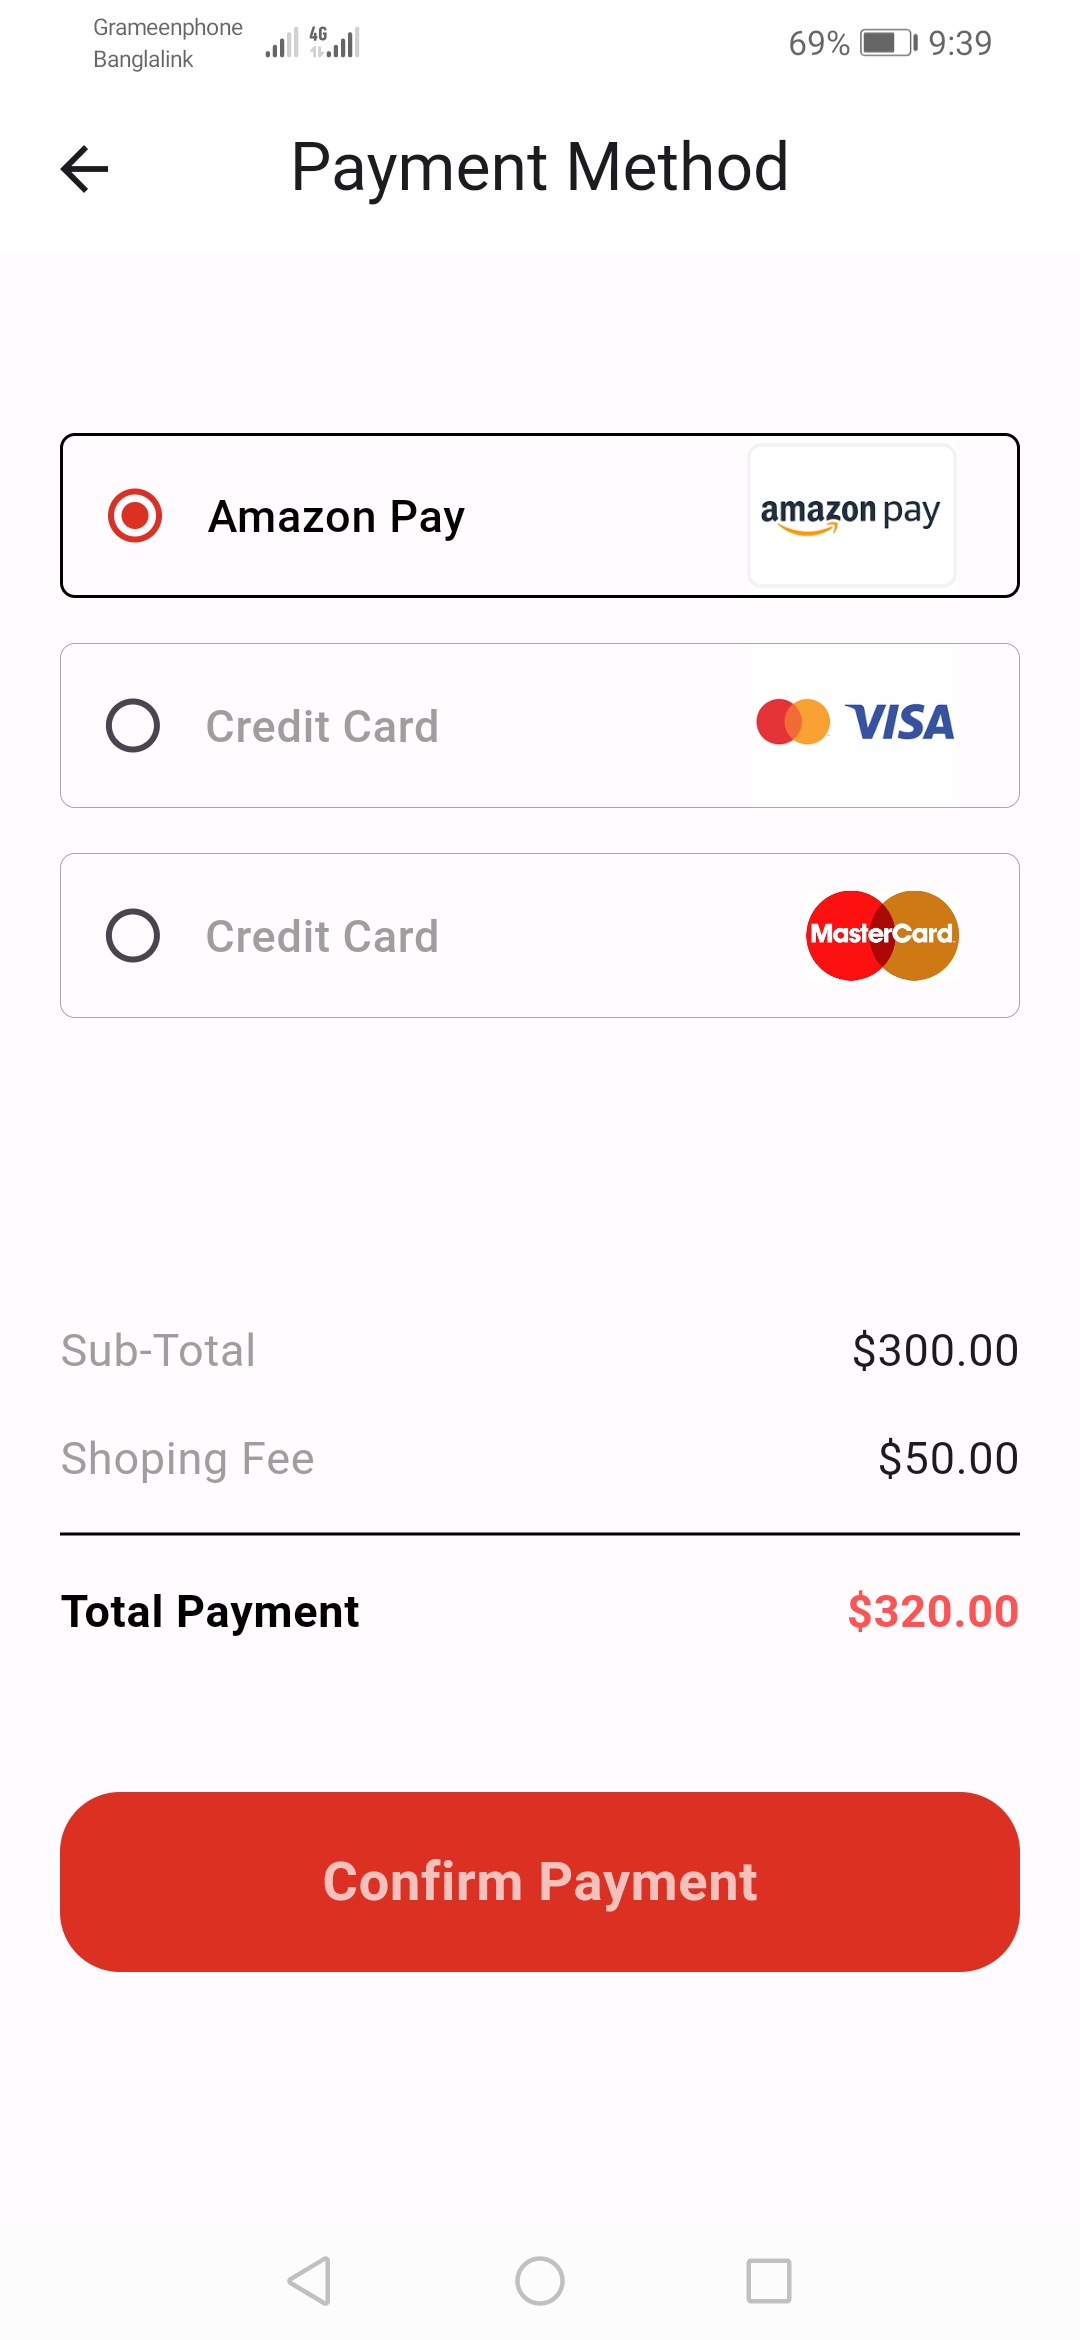 Grameenphone
Banglalink
4G
69% 9:39
Payment Method
Amazon Pay
amazon pay
Credit Card
VISA
Credit Card
MasterCard
Sub-Total $300.00
Shoping Fee $50.00
Total Payment $320.00
Confirm Payment